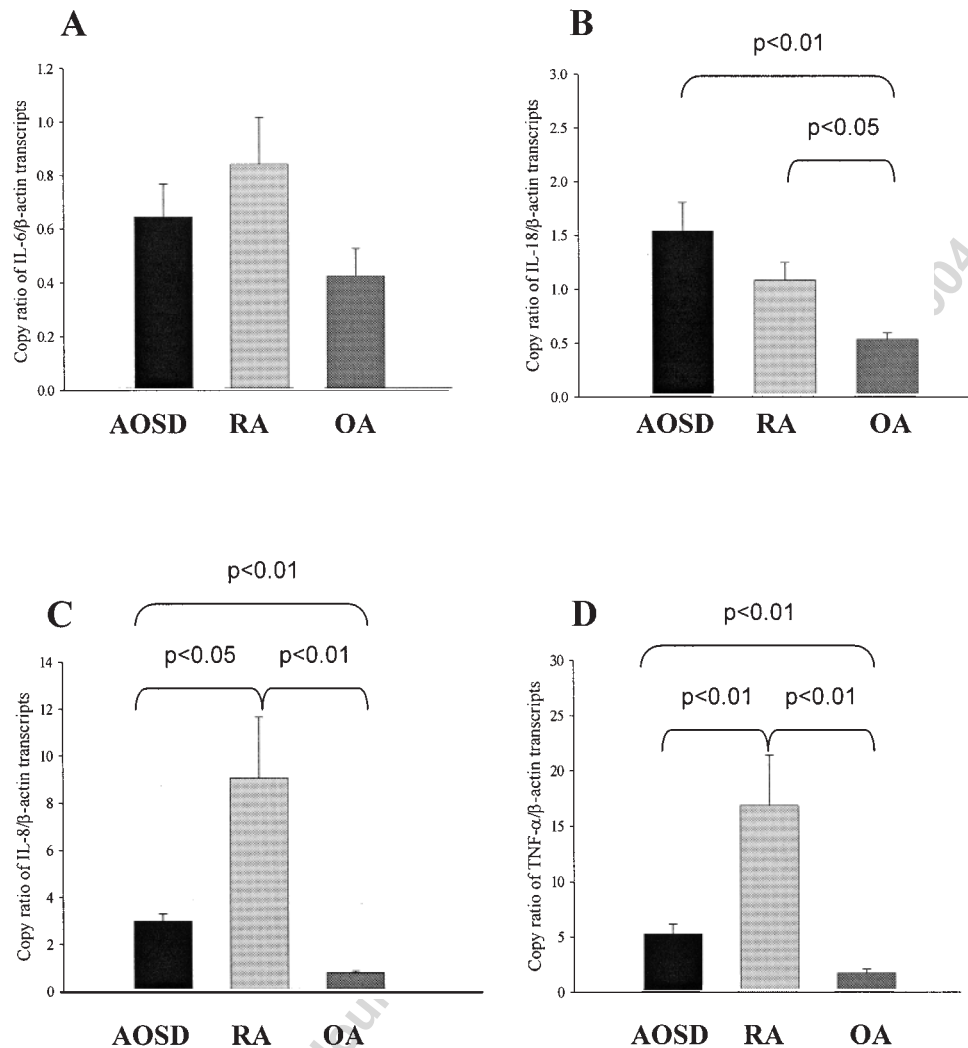 A
Copy ratio of IL-6/β-actin transcripts
1.2
1.0
0.8
0.6
0.4
0.2
0.0
AOSD RA OA
B
p<0.01
p<0.05
Copy ratio of IL-18/β-actin transcripts
3.0
2.5
2.0
1.5
1.0
0.5
0.0
AOSD RA OA
C
p<0.01
p<0.05 p<0.01
Copy ratio of IL-8/β-actin transcripts
14
12
10
8
6
4
2
0
AOSD RA OA
D
p<0.01
p<0.01 p<0.01
Copy ratio of TNF-α/β-actin transcripts
30
25
20
15
10
5
0
AOSD RA OA